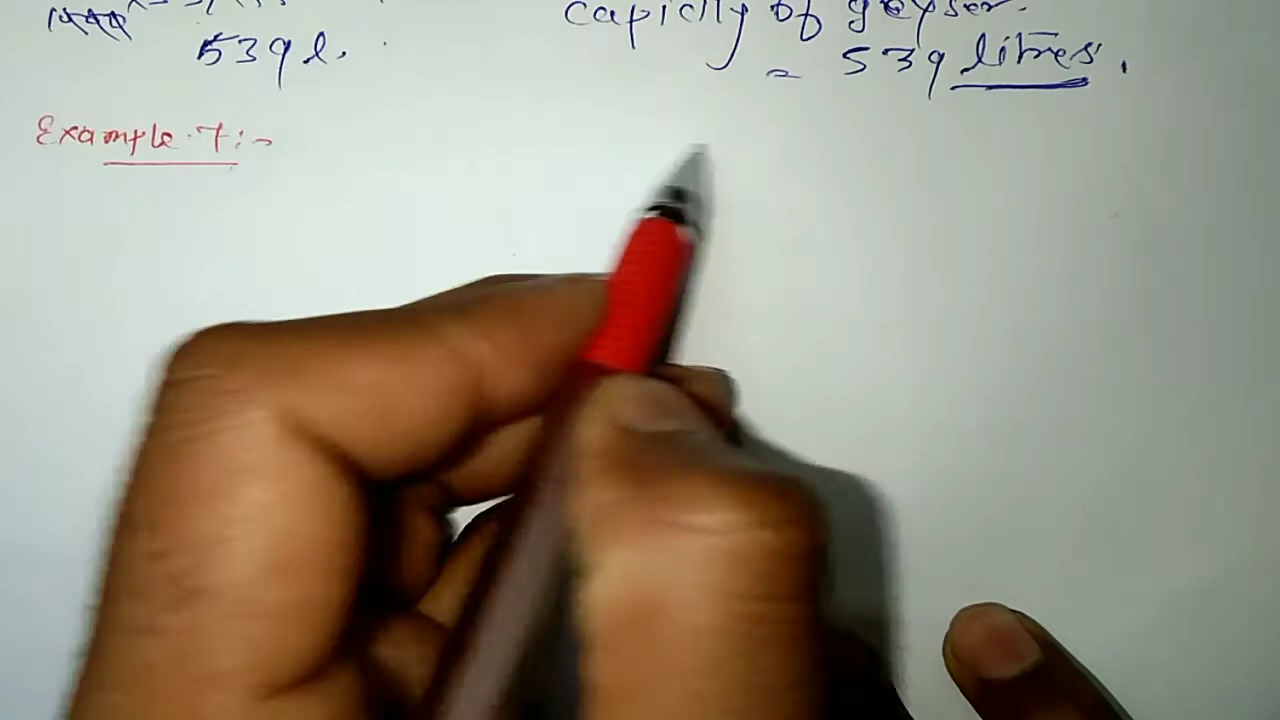 539 l.
capicity of geyser.
= 539 litres.
Example 7:-